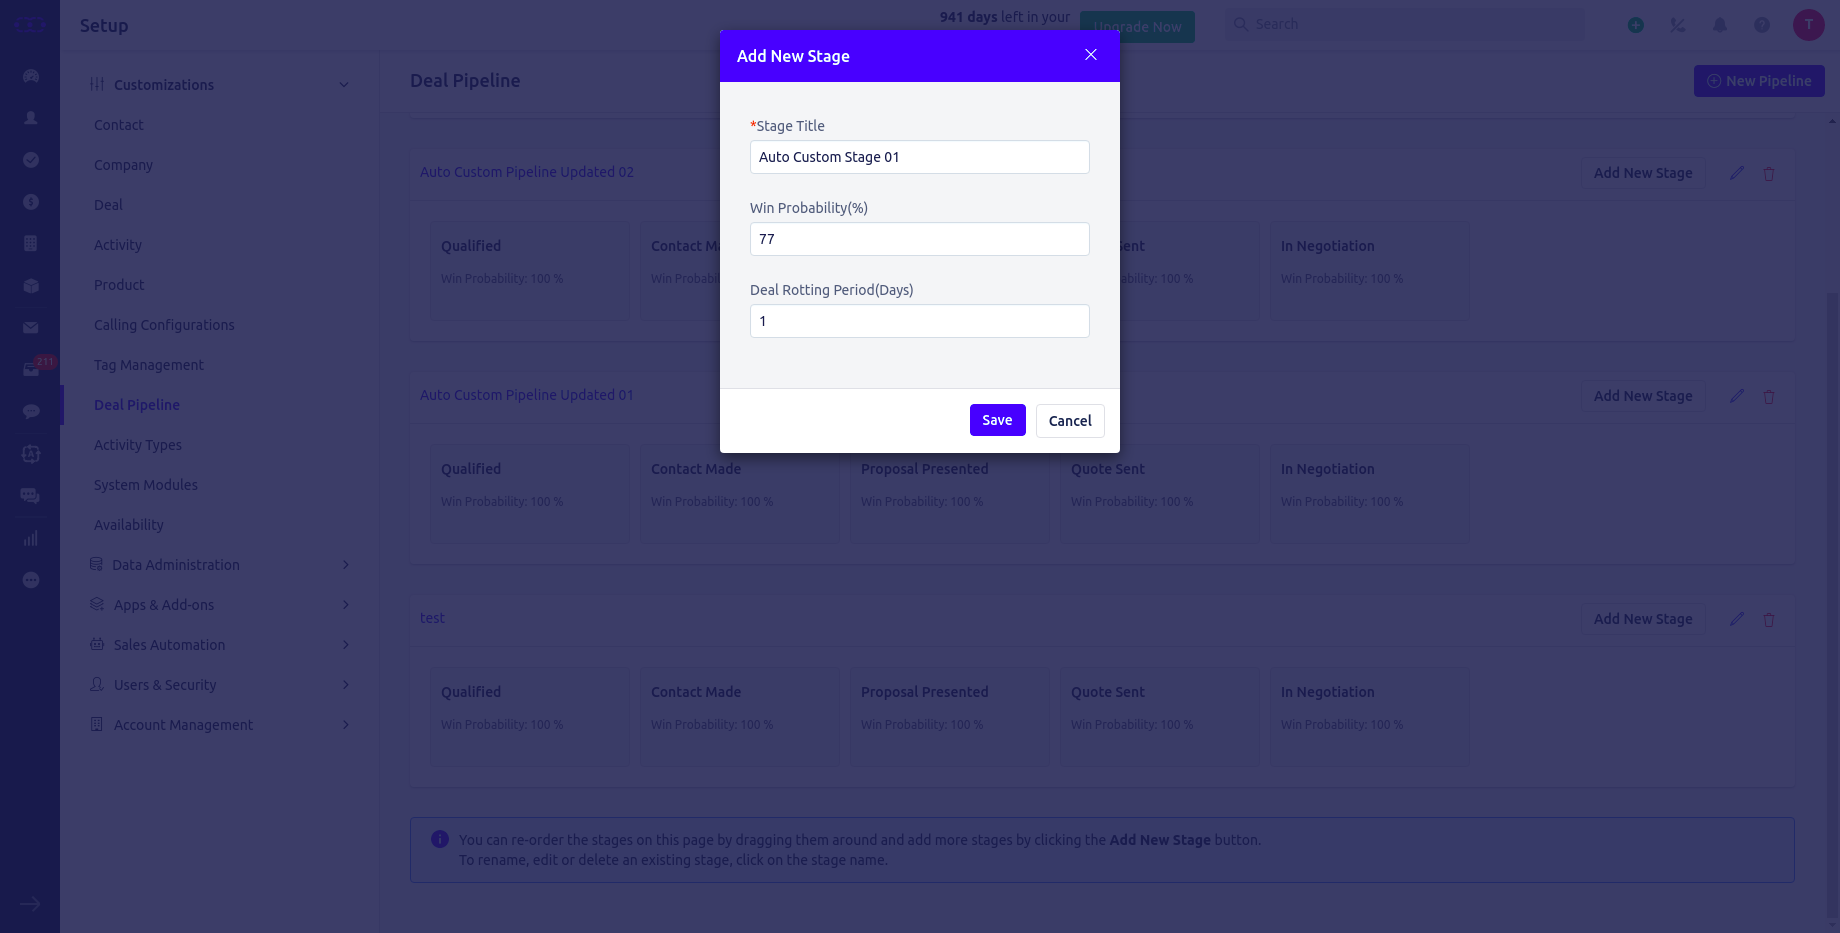 Setup
941 days left in your
Upgrade Now
Search
T
Customizations
Contact
Company
Deal
Activity
Product
Calling Configurations
Tag Management
211
Deal Pipeline
Activity Types
System Modules
Availability
Data Administration
Apps & Add-ons
Sales Automation
Users & Security
Account Management
Deal Pipeline
New Pipeline
Auto Custom Pipeline Updated 02
Add New Stage
Qualified
Win Probability: 100 %
Contact Ma
Win Probabil
Sent
ability: 100 %
In Negotiation
Win Probability: 100 %
Auto Custom Pipeline Updated 01
Add New Stage
Qualified
Win Probability: 100 %
Contact Made
Win Probability: 100 %
Proposal Presented
Win Probability: 100 %
Quote Sent
Win Probability: 100 %
In Negotiation
Win Probability: 100 %
test
Add New Stage
Qualified
Win Probability: 100 %
Contact Made
Win Probability: 100 %
Proposal Presented
Win Probability: 100 %
Quote Sent
Win Probability: 100 %
In Negotiation
Win Probability: 100 %
You can re-order the stages on this page by dragging them around and add more stages by clicking the Add New Stage button.
To rename, edit or delete an existing stage, click on the stage name.
Add New Stage
*Stage Title
Auto Custom Stage 01
Win Probability(%)
77
Deal Rotting Period(Days)
1
Save
Cancel